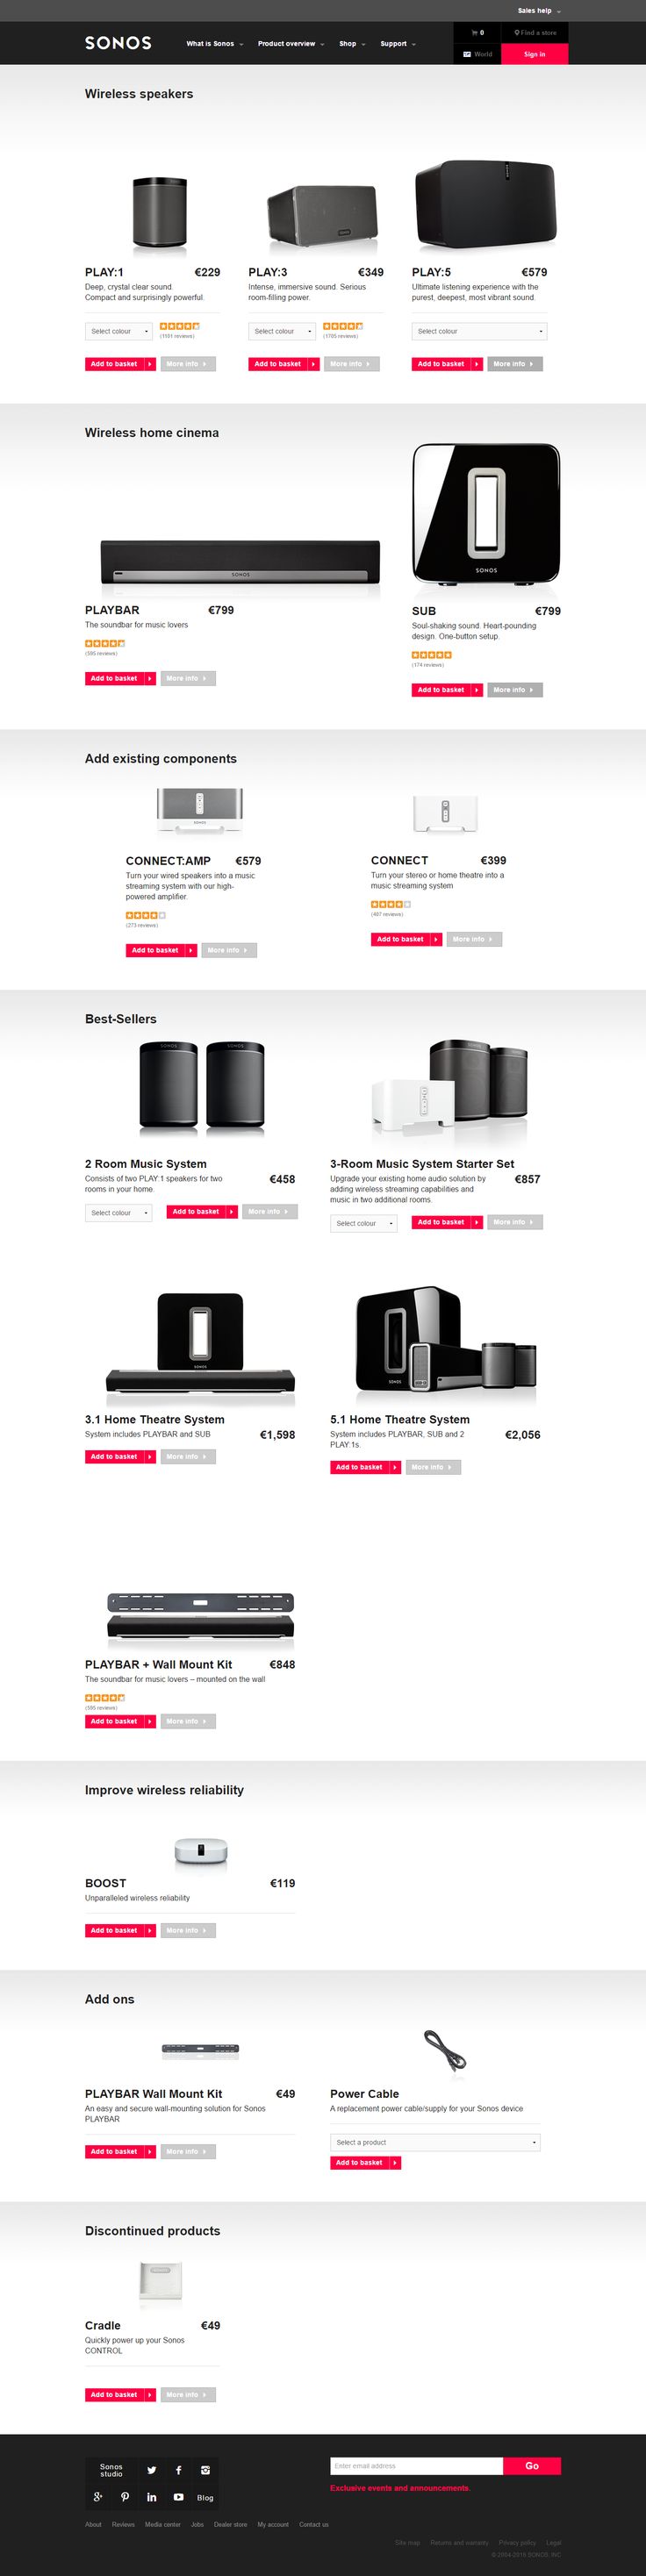 Sales help
SONOS
What is Sonos
Product overview
Shop
Support
0
Find a store
World
Sign in
Wireless speakers
PLAY:1 €229
Deep, crystal clear sound.
Compact and surprisingly powerful.
Select colour
(1101 reviews)
Add to basket
More info
PLAY:3 €349
Intense, immersive sound. Serious
room-filling power.
Select colour
(1765 reviews)
Add to basket
More info
PLAY:5 €579
Ultimate listening experience with the
purest, deepest, most vibrant sound
Select colour
Add to basket
More info
Wireless home cinema
SONOS
PLAYBAR €799
The soundbar for music lovers
(585 reviews)
Add to basket
More info
SONOS
SUB €799
Soul-shaking sound. Heart-pounding
design. One-button setup.
(174 reviews)
Add to basket
More info
Add existing components
SONOS
CONNECT:AMP €579
Turn your wired speakers into a music
streaming system with our high-
powered amplifier.
(273 reviews)
Add to basket
More info
CONNECT €399
Turn your stereo or home theatre into a
music streaming system
(487 reviews)
Add to basket
More info
Best-Sellers
SONOS
SONOS
2 Room Music System
Consists of two PLAY:1 speakers for two
rooms in your home.
€458
Select colour
Add to basket
More info
3-Room Music System Starter Set
Upgrade your existing home audio solution by
adding wireless streaming capabilities and
music in two additional rooms.
€857
Select colour
Add to basket
More info
SONOS
3.1 Home Theatre System
System includes PLAYBAR and SUB
€1,598
Add to basket
More info
SONOS
5.1 Home Theatre System
System includes PLAYBAR, SUB and 2
PLAY:1s.
€2,056
Add to basket
More info
PLAYBAR + Wall Mount Kit €848
The soundbar for music lovers – mounted on the wall
(585 reviews)
Add to basket
More info
Improve wireless reliability
BOOST €119
Unparalleled wireless reliability
Add to basket
More info
Add ons
PLAYBAR Wall Mount Kit €49
An easy and secure wall-mounting solution for Sonos
PLAYBAR
Add to basket
More info
Power Cable
A replacement power cable/supply for your Sonos device
Select a product
Add to basket
Discontinued products
Cradle €49
Quickly power up your Sonos
CONTROL
Add to basket
More info
Sonos
studio
Blog
Enter email address
Go
Exclusive events and announcements.
About
Reviews
Media center
Jobs
Dealer store
My account
Contact us
Site map
Returns and warranty
Privacy policy
Legal
© 2004-2016 SONOS, INC